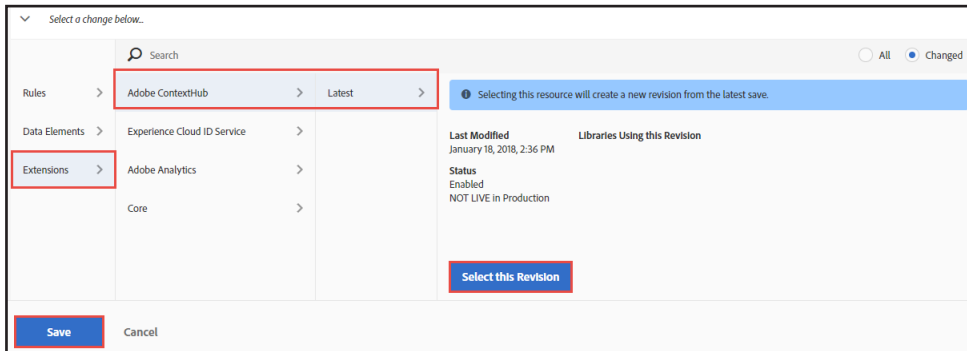 Select a change below...
Search
All
Changed
Rules
Adobe ContextHub
Latest
Selecting this resource will create a new revision from the latest save.
Data Elements
Experience Cloud ID Service
Last Modified
Libraries Using this Revision
January 18, 2018, 2:36 PM
Extensions
Adobe Analytics
Status
Enabled
NOT LIVE in Production
Core
Select this Revision
Save
Cancel